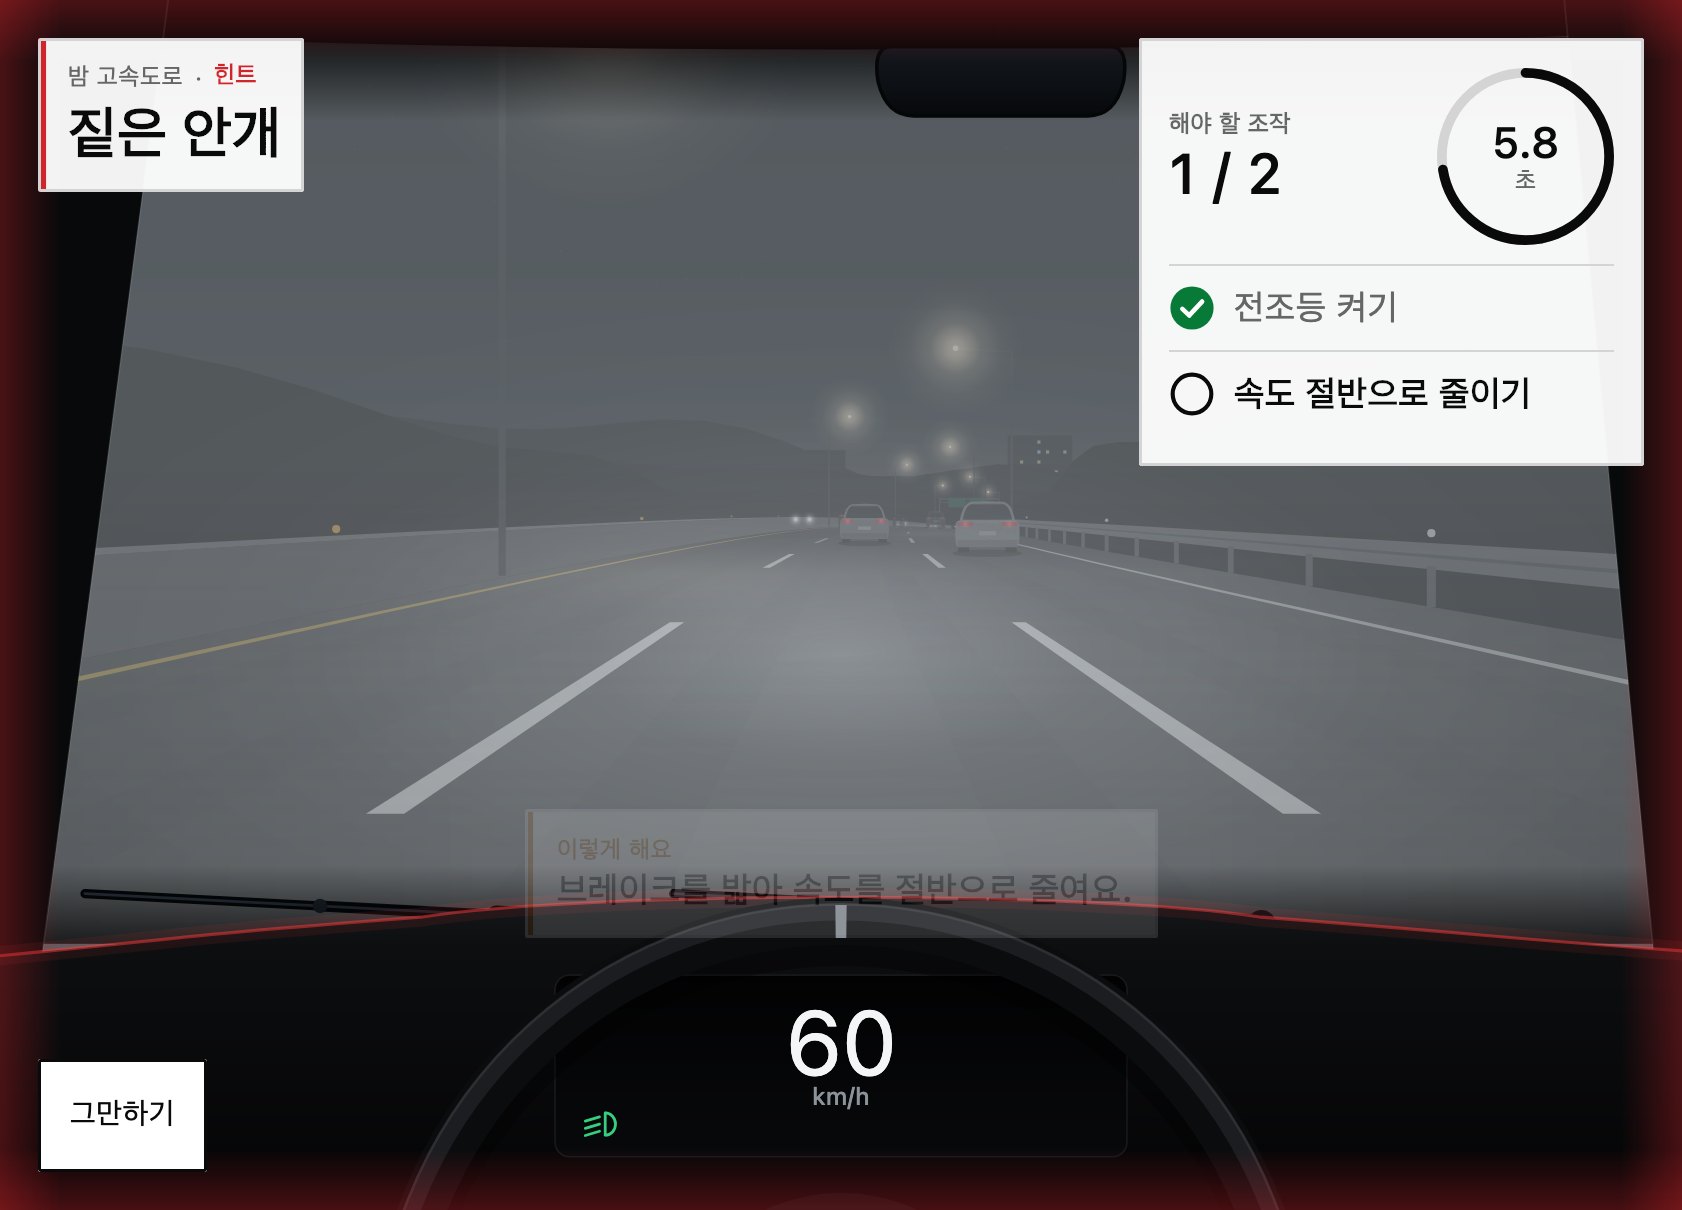 밤 고속도로 · 힌트
짙은 안개
해야 할 조작
1 / 2
5.8
초
전조등 켜기
속도 절반으로 줄이기
이렇게 해요
브레이크를 밟아 속도를 절반으로 줄여요.
60
km/h
그만하기